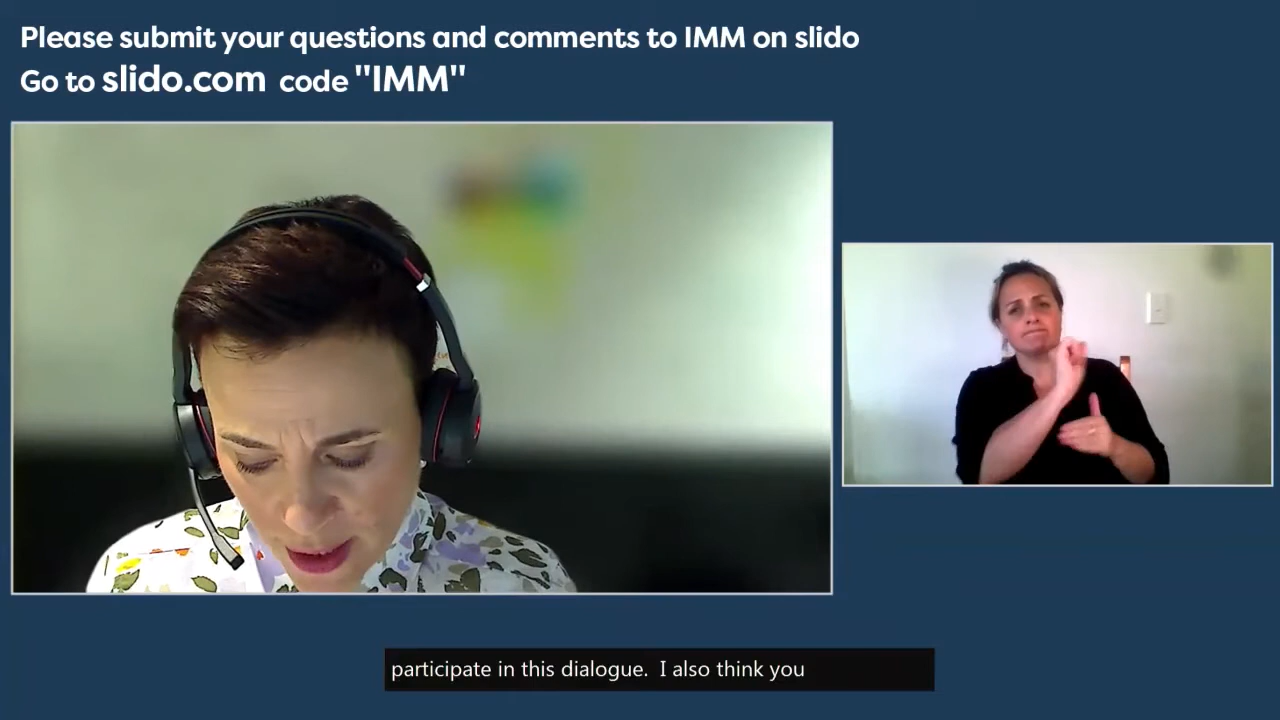 Please submit your questions and comments to IMM on slido
Go to slido.com code "IMM"
participate in this dialogue. I also think you